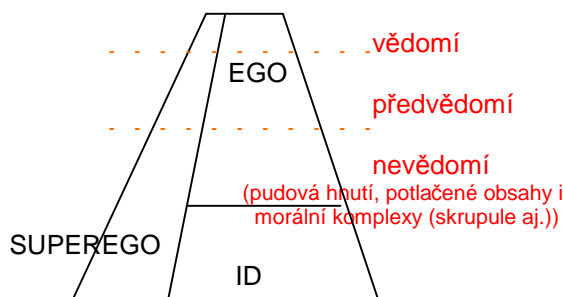 vědomí
EGO
předvědomí
nevědomí
(pudová hnutí, potlačené obsahy i
morální komplexy (skrupule aj.))
SUPEREGO
ID